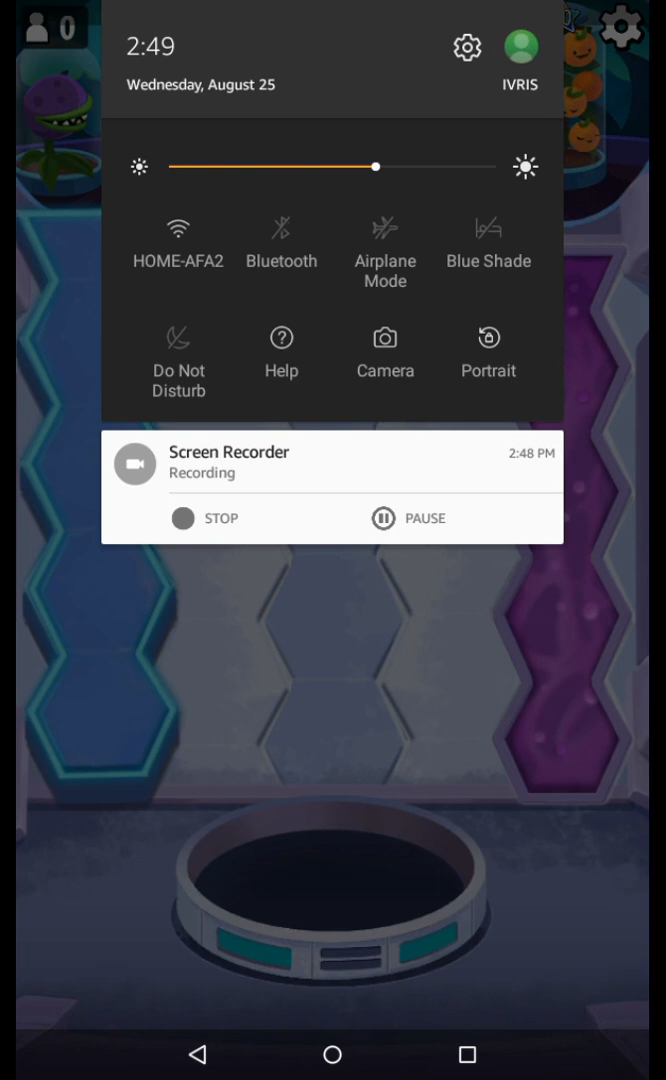 0
2:49
Wednesday, August 25
IVRIS
HOME-AFA2
Bluetooth
Airplane
Mode
Blue Shade
Do Not
Disturb
Help
Camera
Portrait
Screen Recorder
2:48 PM
Recording
STOP
PAUSE